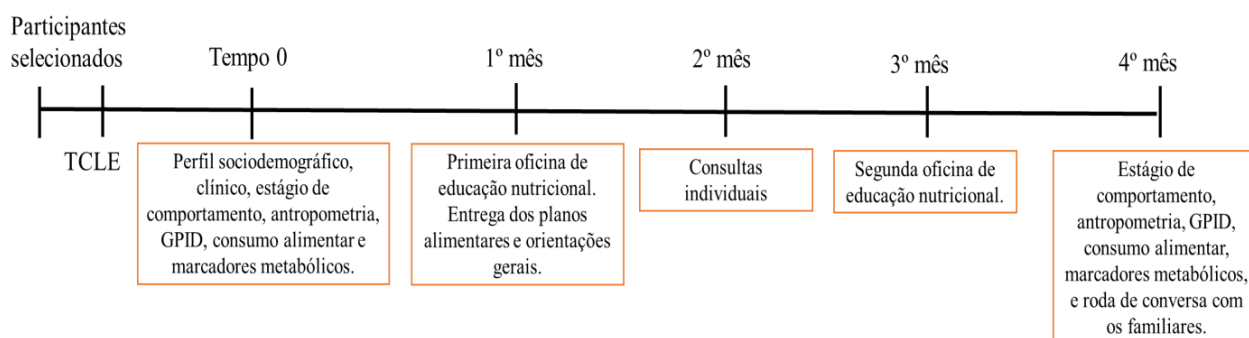 Participantes
selecionados
TCLE
Tempo 0
Perfil sociodemográfico,
clínico, estágio de
comportamento, antropometria,
GPID, consumo alimentar e
marcadores metabólicos.
1º mês
Primeira oficina de
educação nutricional.
Entrega dos planos
alimentares e orientações
gerais.
2º mês
Consultas
individuais
3º mês
Segunda oficina de
educação nutricional.
4º mês
Estágio de
comportamento,
antropometria, GPID,
consumo alimentar,
marcadores metabólicos,
e roda de conversa com
os familiares.